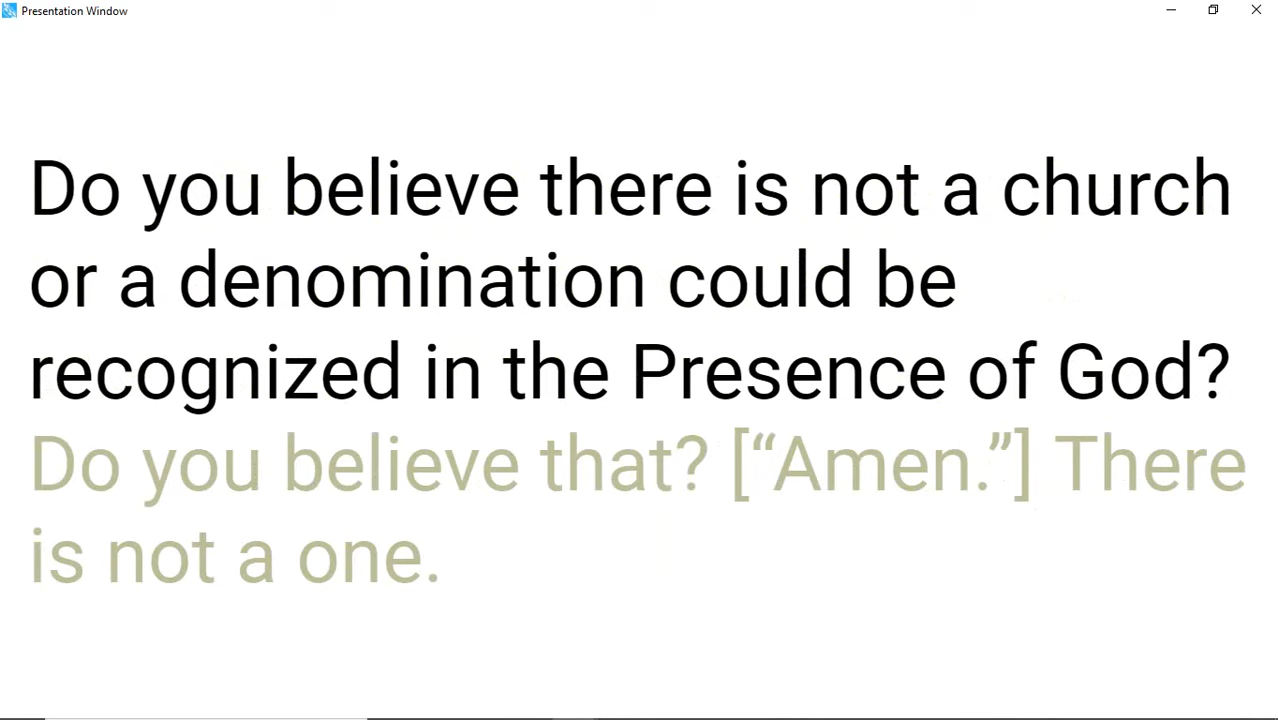 Presentation Window
Do you believe there is not a church
or a denomination could be
recognized in the Presence of God?
Do you believe that? [“Amen.”] There
is not a one.